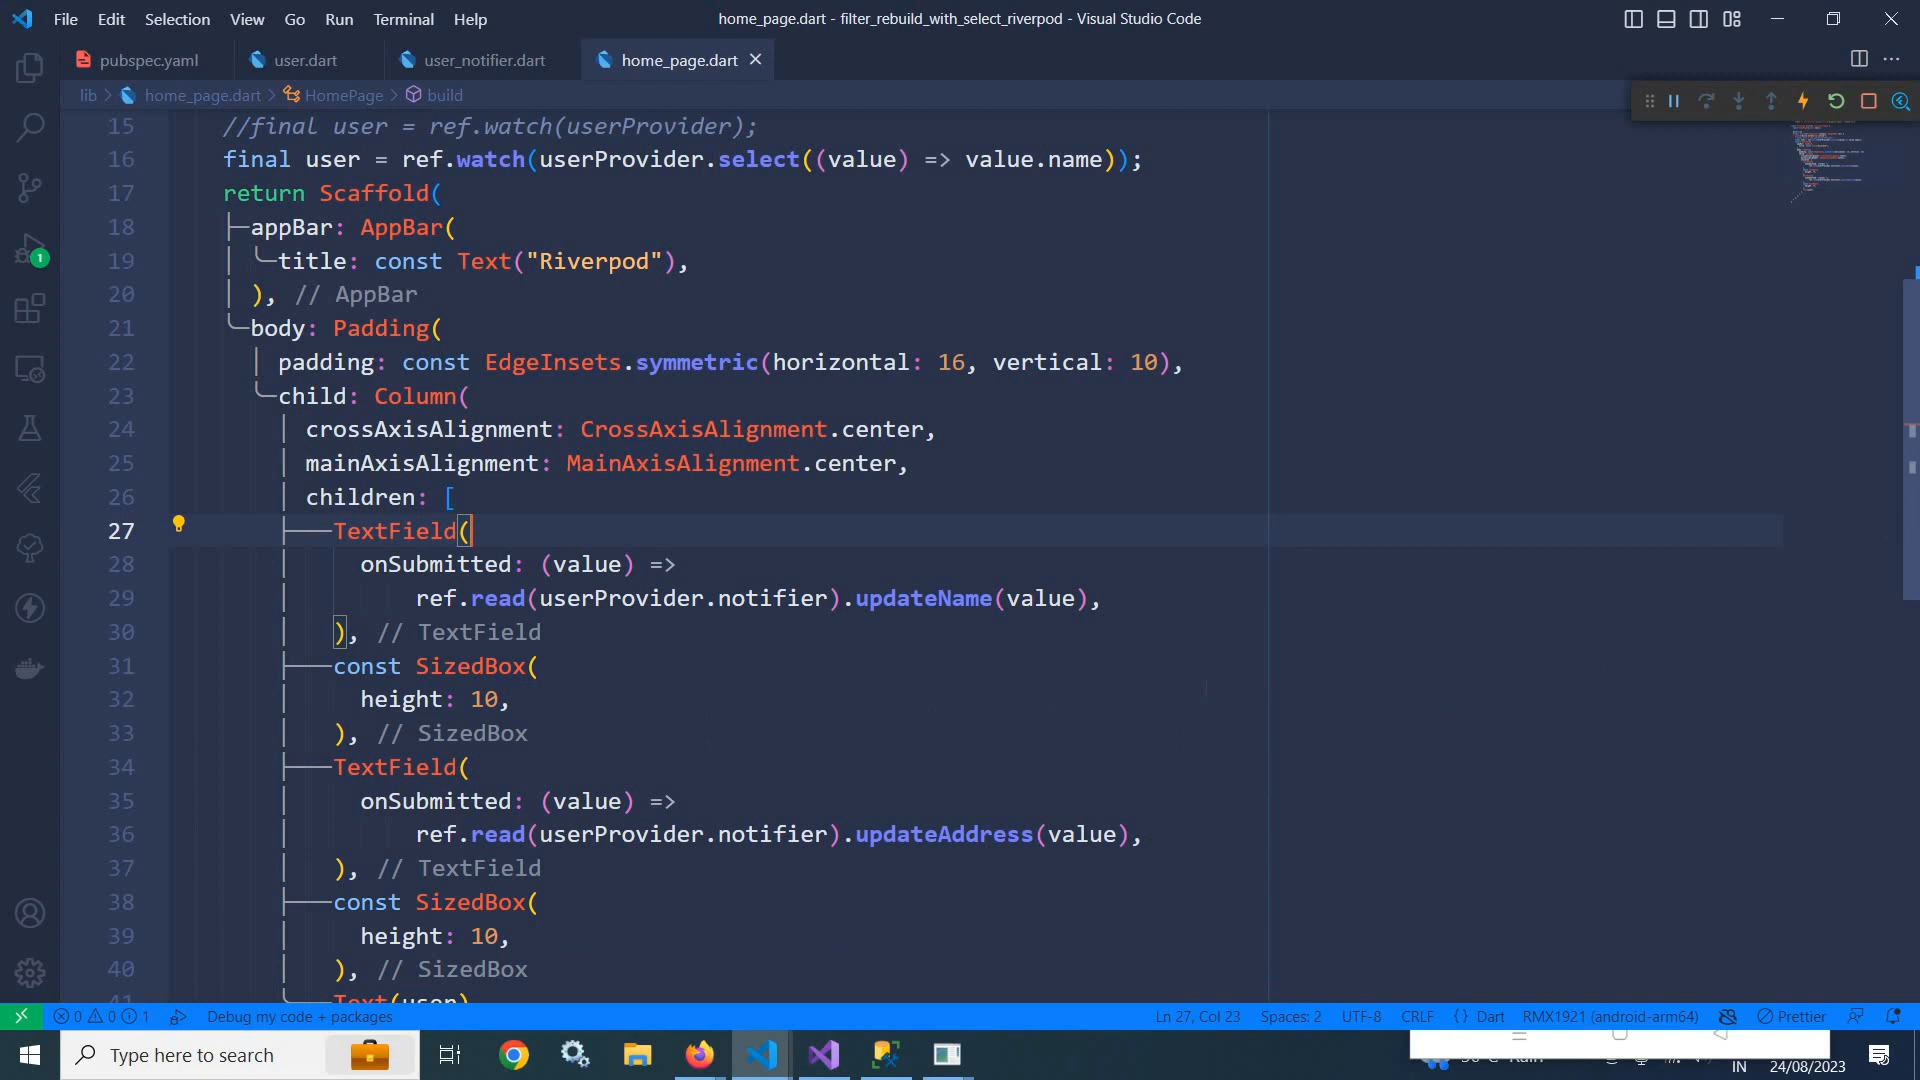 File Edit Selection View Go Run Terminal Help
home_page.dart - filter_rebuild_with_select_riverpod - Visual Studio Code
pubspec.yaml
user.dart
user_notifier.dart
home_page.dart
lib > home_page.dart > HomePage > build
15 //final user = ref.watch(userProvider);
16 final user = ref.watch(userProvider.select((value) => value.name));
17 return Scaffold(
18 appBar: AppBar(
19 title: const Text("Riverpod"),
20 ), // AppBar
21 body: Padding(
22 padding: const EdgeInsets.symmetric(horizontal: 16, vertical: 10),
23 child: Column(
24 crossAxisAlignment: CrossAxisAlignment.center,
25 mainAxisAlignment: MainAxisAlignment.center,
26 children: [
27 TextField(
28 onSubmitted: (value) =>
29 ref.read(userProvider.notifier).updateName(value),
30 ), // TextField
31 const SizedBox(
32 height: 10,
33 ), // SizedBox
34 TextField(
35 onSubmitted: (value) =>
36 ref.read(userProvider.notifier).updateAddress(value),
37 ), // TextField
38 const SizedBox(
39 height: 10,
40 ), // SizedBox
41 Text(user)
1
0 0 1 Debug my code + packages
Ln 27, Col 23 Spaces: 2 UTF-8 CRLF {} Dart RMX1921 (android-arm64) Prettier
Type here to search
IN 24/08/2023